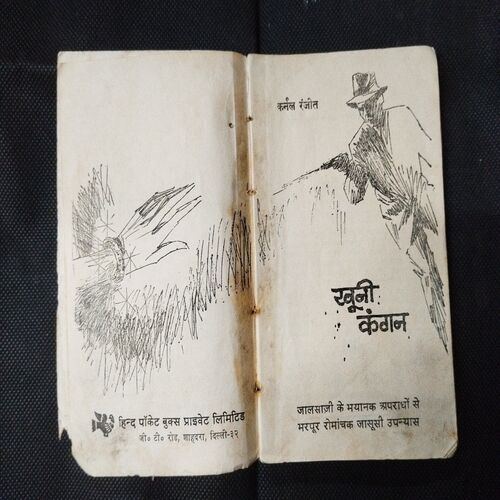 हिन्द पॉकेट बुक्स प्राइवेट लिमिटिड
जी० टी० रोड, शाहदरा, दिल्ली-३२
कर्नल रंजीत
खूनी
कंगन
जालसाज़ी के भयानक अपराधों से
भरपूर रोमांचक जासूसी उपन्यास